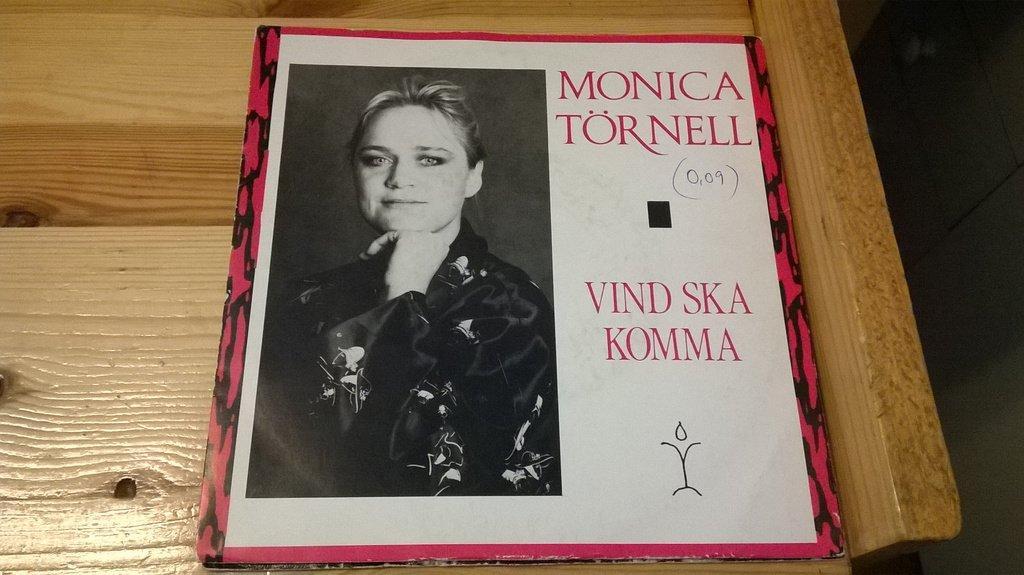 MONICA
TÖRNELL
(0,09)
VIND SKA
KOMMA